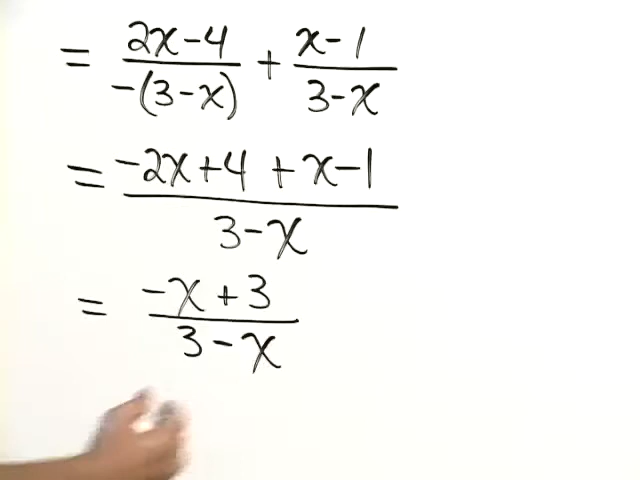 = (2x-4)/(-(3-x)) + (x-1)/(3-x)
= (-2x+4+x-1)/(3-x)
= (-x+3)/(3-x)